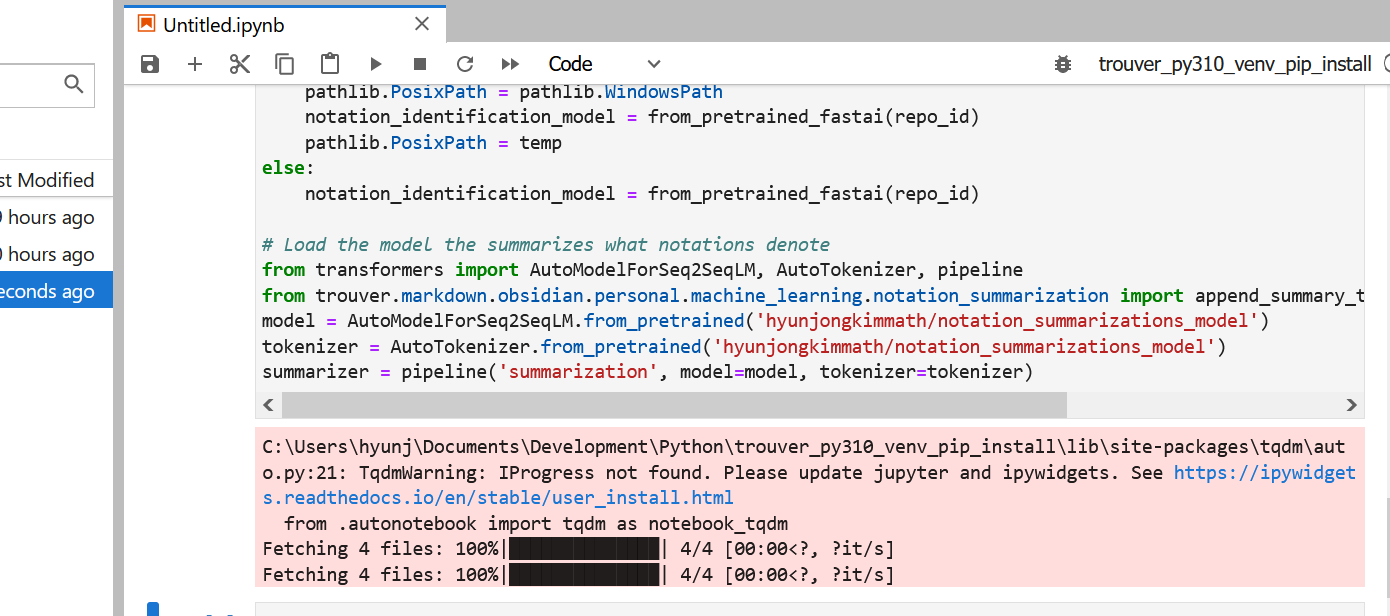 Untitled.ipynb
Code
trouver_py310_venv_pip_install
st Modified
9 hours ago
0 hours ago
econds ago
pathlib.PosixPath = pathlib.WindowsPath
notation_identification_model = from_pretrained_fastai(repo_id)
pathlib.PosixPath = temp
else:
notation_identification_model = from_pretrained_fastai(repo_id)
# Load the model the summarizes what notations denote
from transformers import AutoModelForSeq2SeqLM, AutoTokenizer, pipeline
from trouver.markdown.obsidian.personal.machine_learning.notation_summarization import append_summary_t
model = AutoModelForSeq2SeqLM.from_pretrained('hyunjongkimmath/notation_summarizations_model')
tokenizer = AutoTokenizer.from_pretrained('hyunjongkimmath/notation_summarizations_model')
summarizer = pipeline('summarization', model=model, tokenizer=tokenizer)
C:\Users\hyunj\Documents\Development\Python\trouver_py310_venv_pip_install\lib\site-packages\tqdm\aut
o.py:21: TqdmWarning: IProgress not found. Please update jupyter and ipywidgets. See https://ipywidget
s.readthedocs.io/en/stable/user_install.html
from .autonotebook import tqdm as notebook_tqdm
Fetching 4 files: 100%|██████████████| 4/4 [00:00<?, ?it/s]
Fetching 4 files: 100%|██████████████| 4/4 [00:00<?, ?it/s]